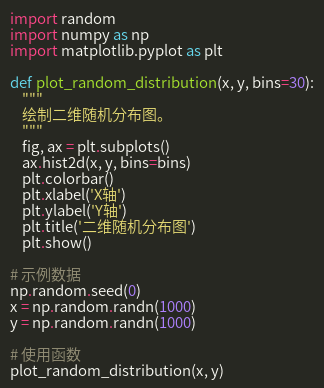 import random
import numpy as np
import matplotlib.pyplot as plt

def plot_random_distribution(x, y, bins=30):
    """
    绘制二维随机分布图。
    """
    fig, ax = plt.subplots()
    ax.hist2d(x, y, bins=bins)
    plt.colorbar()
    plt.xlabel('X轴')
    plt.ylabel('Y轴')
    plt.title('二维随机分布图')
    plt.show()

# 示例数据
np.random.seed(0)
x = np.random.randn(1000)
y = np.random.randn(1000)

# 使用函数
plot_random_distribution(x, y)